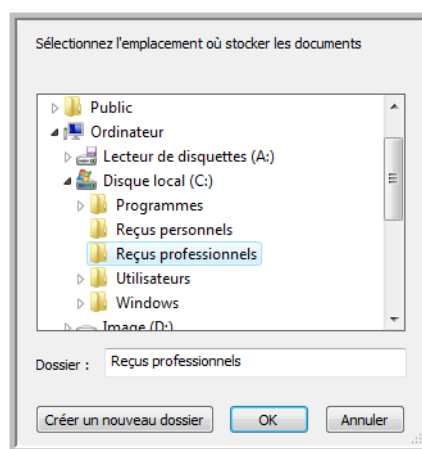 Sélectionnez l'emplacement où stocker les documents
Public
Ordinateur
Lecteur de disquettes (A:)
Disque local (C:)
Programmes
Reçus personnels
Reçus professionnels
Utilisateurs
Windows
Image (D:)
Dossier : Reçus professionnels
Créer un nouveau dossier OK Annuler